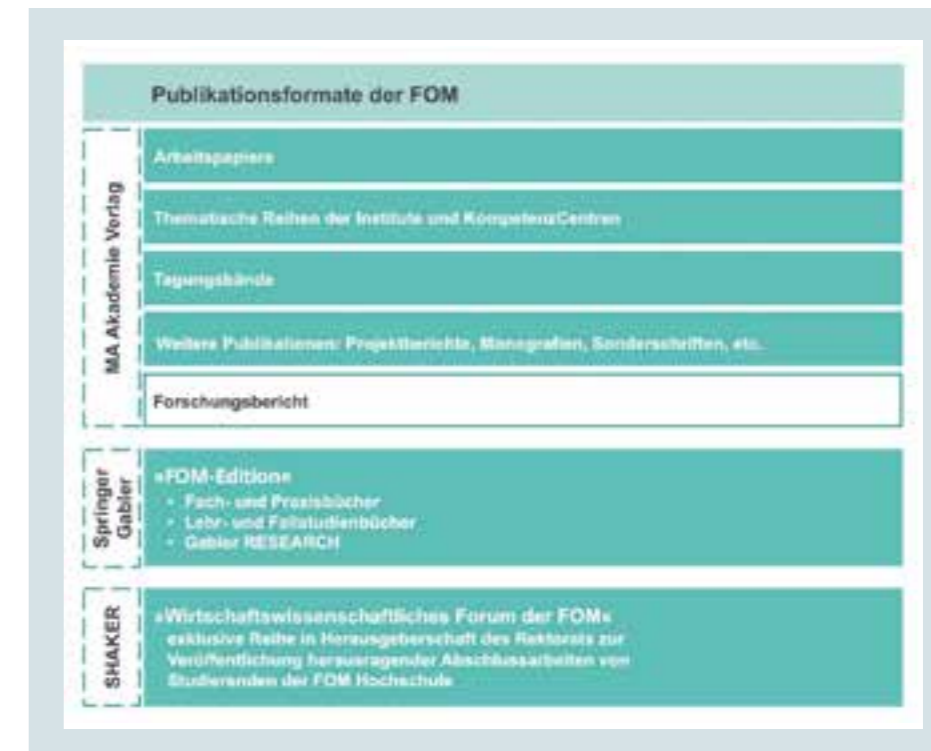 Publikationsformate der FOM
MA Akademie Verlag
Arbeitspapiere
Thematische Reihen der Institute und KompetenzCentren
Tagungsbände
Weitere Publikationen: Projektberichte, Monografien, Sonderschriften, etc.
Forschungsbericht
Springer
Gabler
»FOM-Edition«
• Fach- und Praxisbücher
• Lehr- und Fallstudienbücher
• Gabler RESEARCH
SHAKER
»Wirtschaftswissenschaftliches Forum der FOM«
exklusive Reihe in Herausgeberschaft des Rektorats zur
Veröffentlichung herausragender Abschlussarbeiten von
Studierenden der FOM Hochschule